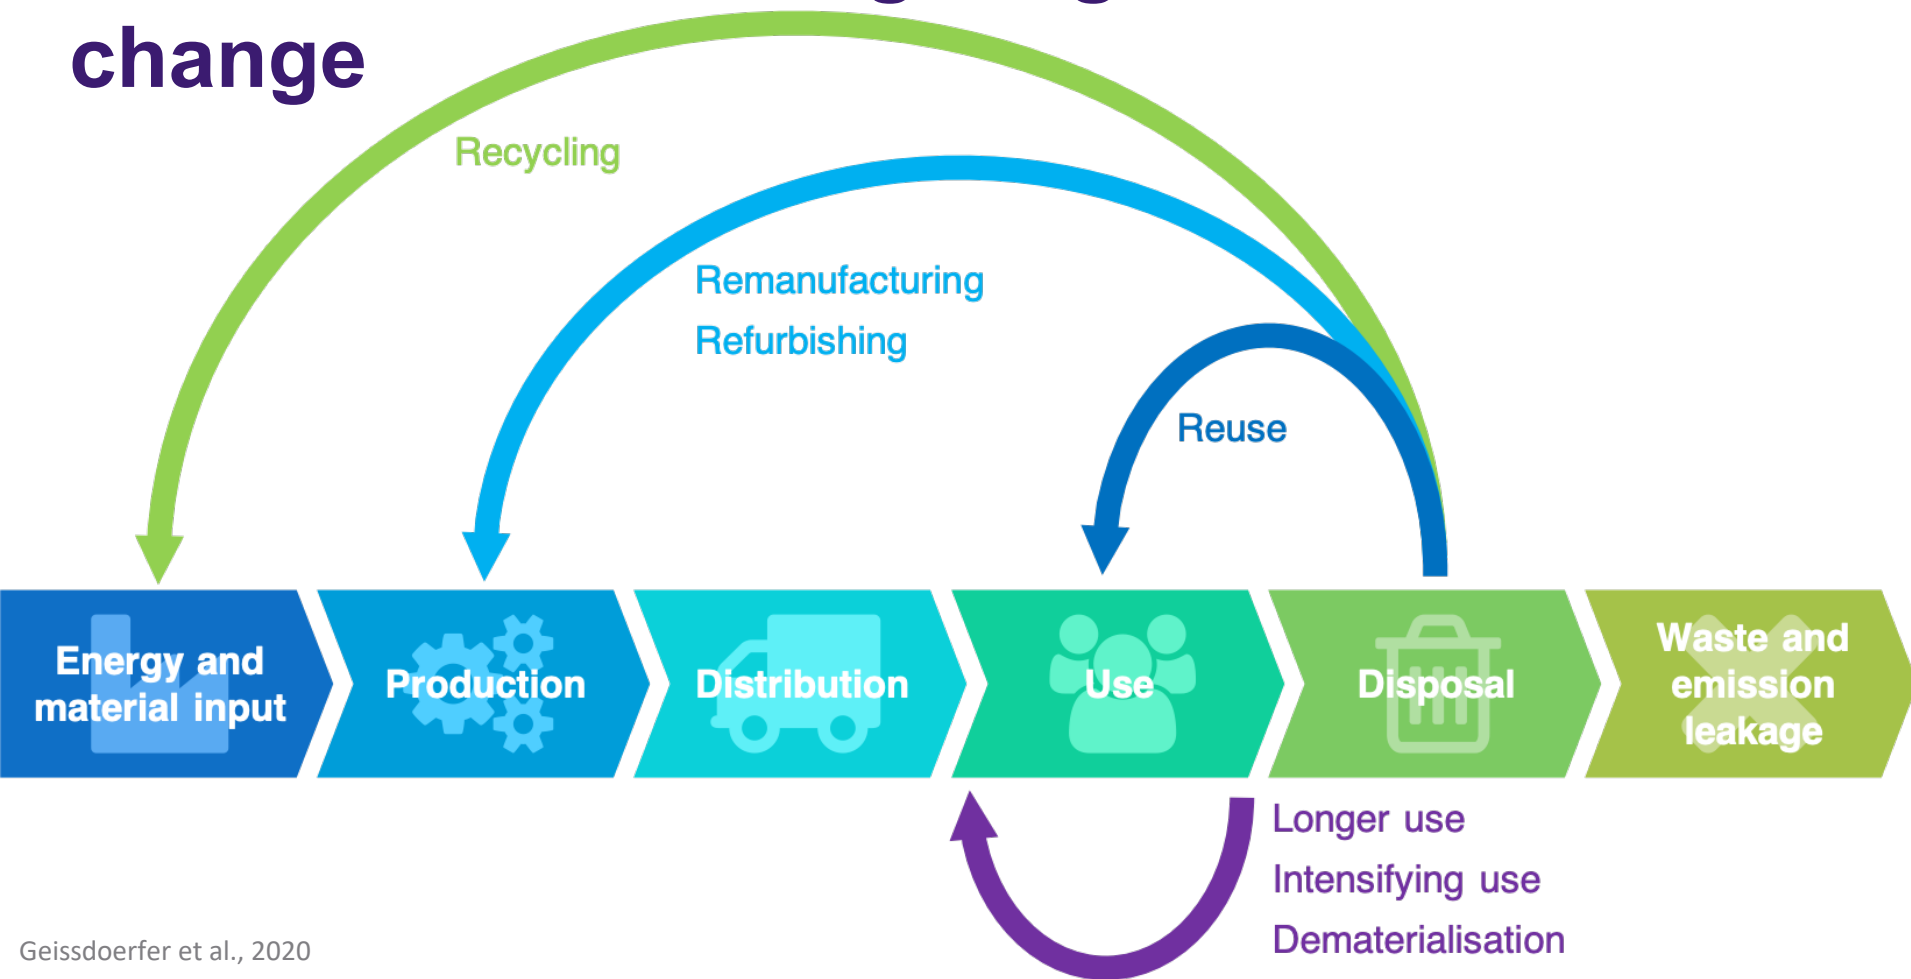 change
Recycling
Remanufacturing
Refurbishing
Reuse
Energy and
material input
Production
Distribution
Use
Disposal
Waste and
emission
leakage
Longer use
Intensifying use
Dematerialisation
Geissdoerfer et al., 2020